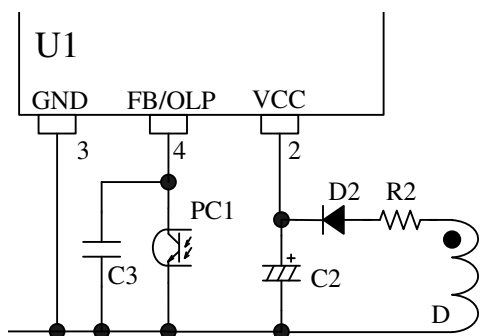 U1
GND FB/OLP VCC
3 4 2
D2 R2
PC1
C3 + C2
D